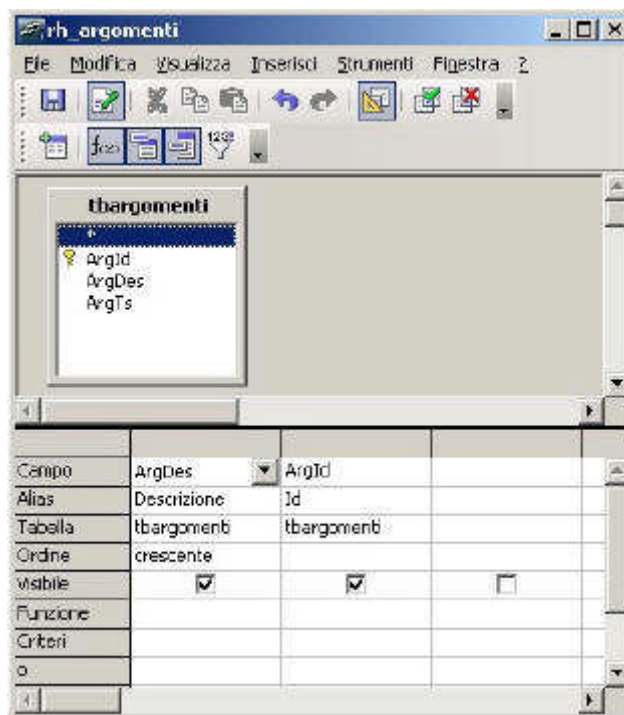 rh_argomenti
File Modifica Visualizza Inserisci Strumenti Finestra ?
f(x)
tbargomenti
*
ArgId
ArgDes
ArgTs
Campo ArgDes ArgId
Alias Descrizione Id
Tabella tbargomenti tbargomenti
Ordine crescente
Visibile
Funzione
Criteri
o